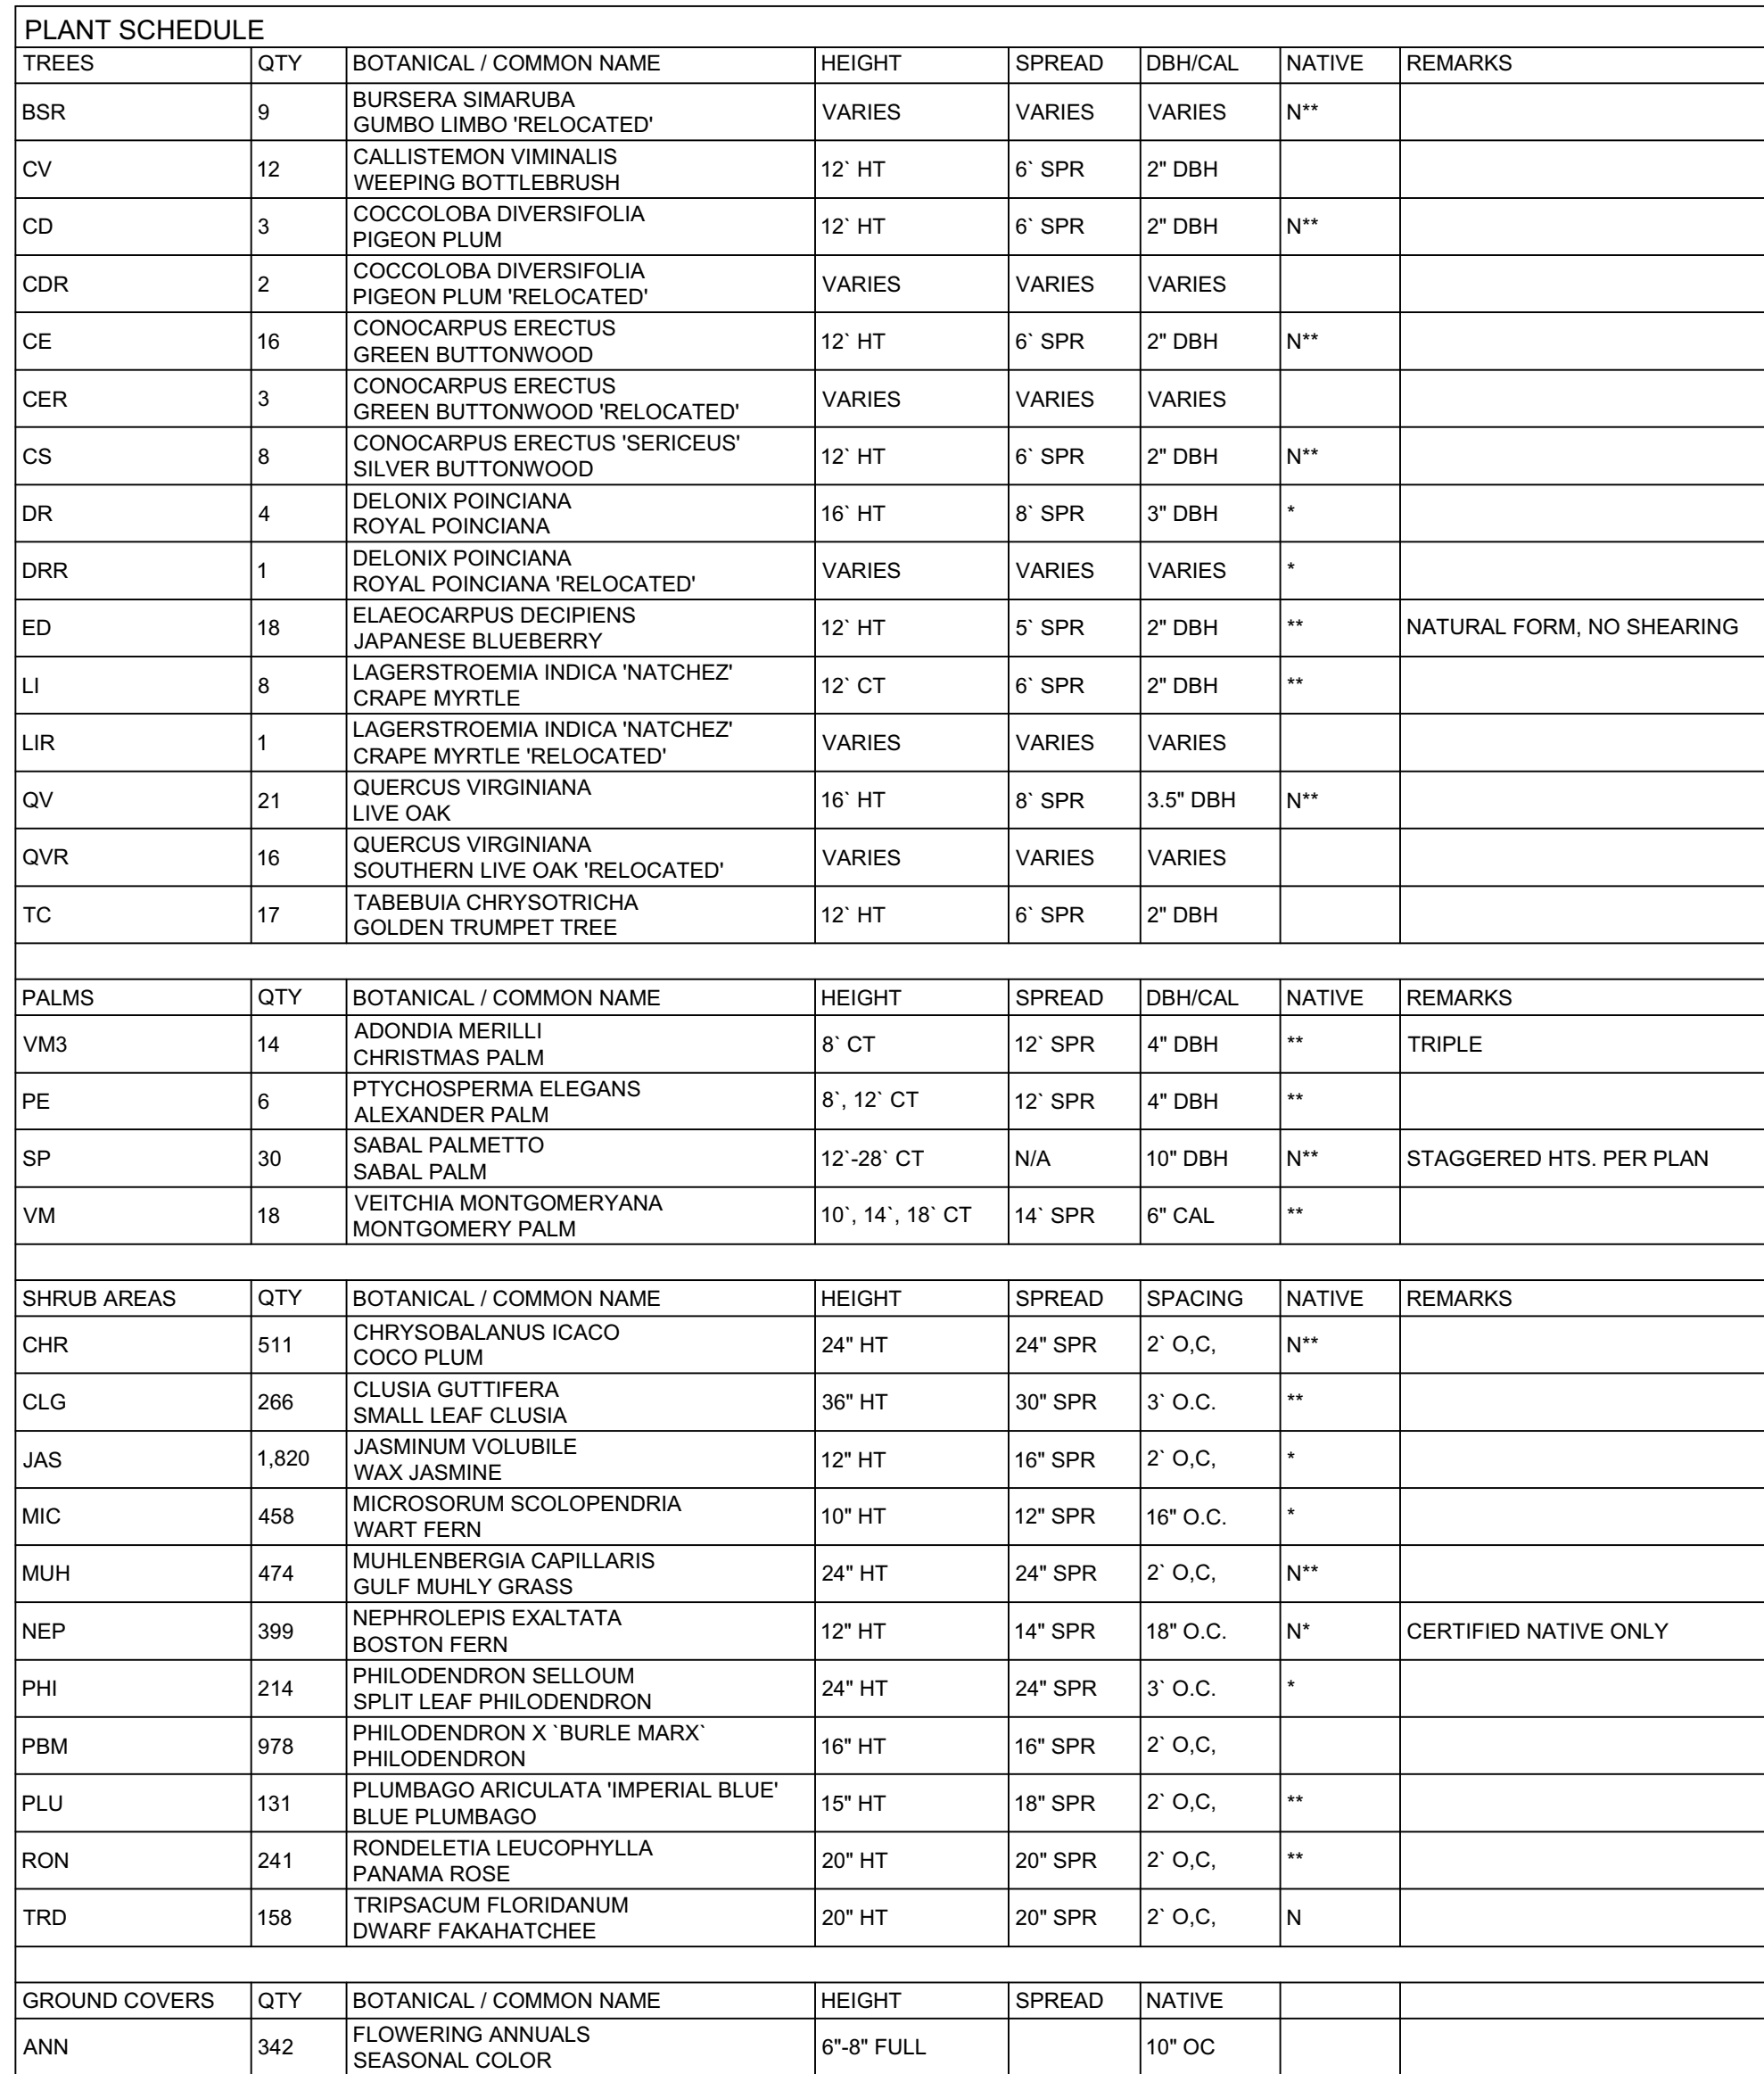 PLANT SCHEDULE
TREES QTY BOTANICAL / COMMON NAME HEIGHT SPREAD DBH/CAL NATIVE REMARKS
BSR 9 BURSERA SIMARUBA
GUMBO LIMBO 'RELOCATED' VARIES VARIES VARIES N**
CV 12 CALLISTEMON VIMINALIS
WEEPING BOTTLEBRUSH 12` HT 6` SPR 2" DBH
CD 3 COCCOLOBA DIVERSIFOLIA
PIGEON PLUM 12` HT 6` SPR 2" DBH N**
CDR 2 COCCOLOBA DIVERSIFOLIA
PIGEON PLUM 'RELOCATED' VARIES VARIES VARIES
CE 16 CONOCARPUS ERECTUS
GREEN BUTTONWOOD 12` HT 6` SPR 2" DBH N**
CER 3 CONOCARPUS ERECTUS
GREEN BUTTONWOOD 'RELOCATED' VARIES VARIES VARIES
CS 8 CONOCARPUS ERECTUS 'SERICEUS'
SILVER BUTTONWOOD 12` HT 6` SPR 2" DBH N**
DR 4 DELONIX POINCIANA
ROYAL POINCIANA 16` HT 8` SPR 3" DBH *
DRR 1 DELONIX POINCIANA
ROYAL POINCIANA 'RELOCATED' VARIES VARIES VARIES *
ED 18 ELAEOCARPUS DECIPIENS
JAPANESE BLUEBERRY 12` HT 5` SPR 2" DBH ** NATURAL FORM, NO SHEARING
LI 8 LAGERSTROEMIA INDICA 'NATCHEZ'
CRAPE MYRTLE 12` CT 6` SPR 2" DBH **
LIR 1 LAGERSTROEMIA INDICA 'NATCHEZ'
CRAPE MYRTLE 'RELOCATED' VARIES VARIES VARIES
QV 21 QUERCUS VIRGINIANA
LIVE OAK 16` HT 8` SPR 3.5" DBH N**
QVR 16 QUERCUS VIRGINIANA
SOUTHERN LIVE OAK 'RELOCATED' VARIES VARIES VARIES
TC 17 TABEBUIA CHRYSOTRICHA
GOLDEN TRUMPET TREE 12` HT 6` SPR 2" DBH
PALMS QTY BOTANICAL / COMMON NAME HEIGHT SPREAD DBH/CAL NATIVE REMARKS
VM3 14 ADONDIA MERILLI
CHRISTMAS PALM 8` CT 12` SPR 4" DBH ** TRIPLE
PE 6 PTYCHOSPERMA ELEGANS
ALEXANDER PALM 8`, 12` CT 12` SPR 4" DBH **
SP 30 SABAL PALMETTO
SABAL PALM 12`-28` CT N/A 10" DBH N** STAGGERED HTS. PER PLAN
VM 18 VEITCHIA MONTGOMERYANA
MONTGOMERY PALM 10`, 14`, 18` CT 14` SPR 6" CAL **
SHRUB AREAS QTY BOTANICAL / COMMON NAME HEIGHT SPREAD SPACING NATIVE REMARKS
CHR 511 CHRYSOBALANUS ICACO
COCO PLUM 24" HT 24" SPR 2` O,C, N**
CLG 266 CLUSIA GUTTIFERA
SMALL LEAF CLUSIA 36" HT 30" SPR 3` O.C. **
JAS 1,820 JASMINUM VOLUBILE
WAX JASMINE 12" HT 16" SPR 2` O,C, *
MIC 458 MICROSORUM SCOLOPENDRIA
WART FERN 10" HT 12" SPR 16" O.C. *
MUH 474 MUHLENBERGIA CAPILLARIS
GULF MUHLY GRASS 24" HT 24" SPR 2` O,C, N**
NEP 399 NEPHROLEPIS EXALTATA
BOSTON FERN 12" HT 14" SPR 18" O.C. N* CERTIFIED NATIVE ONLY
PHI 214 PHILODENDRON SELLOUM
SPLIT LEAF PHILODENDRON 24" HT 24" SPR 3` O.C. *
PBM 978 PHILODENDRON X `BURLE MARX`
PHILODENDRON 16" HT 16" SPR 2` O,C,
PLU 131 PLUMBAGO ARICULATA 'IMPERIAL BLUE'
BLUE PLUMBAGO 15" HT 18" SPR 2` O,C, **
RON 241 RONDELETIA LEUCOPHYLLA
PANAMA ROSE 20" HT 20" SPR 2` O,C, **
TRD 158 TRIPSACUM FLORIDANUM
DWARF FAKAHATCHEE 20" HT 20" SPR 2` O,C, N
GROUND COVERS QTY BOTANICAL / COMMON NAME HEIGHT SPREAD NATIVE
ANN 342 FLOWERING ANNUALS
SEASONAL COLOR 6"-8" FULL 10" OC